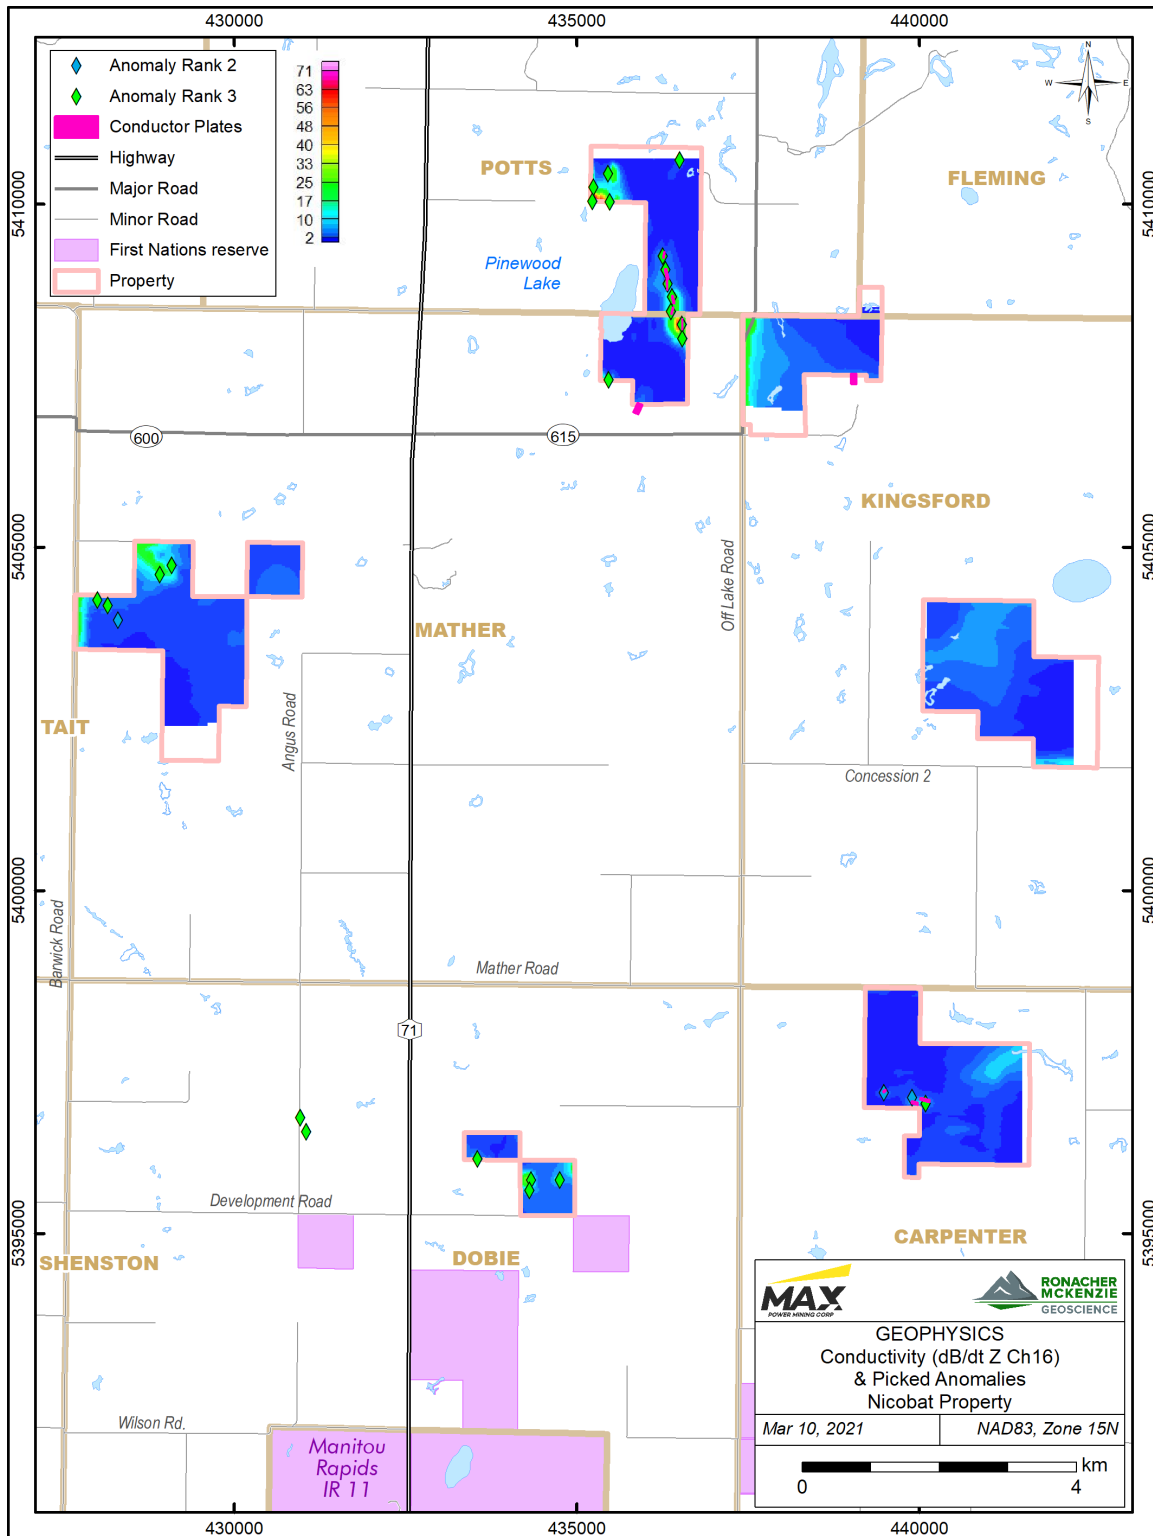 430000
435000
440000
Anomaly Rank 2
Anomaly Rank 3
Conductor Plates
Highway
Major Road
Minor Road
First Nations reserve
Property
71
63
56
48
40
33
25
17
10
2
N
W
E
S
POTTS
FLEMING
5410000
5410000
Pinewood
Lake
600
615
KINGSFORD
5405000
5405000
Off Lake Road
MATHER
TAIT
Angus Road
Concession 2
5400000
5400000
Barwick Road
Mather Road
71
Development Road
5395000
5395000
SHENSTON
DOBIE
CARPENTER
MAX
POWER MINING CORP
RONACHER
MCKENZIE
GEOSCIENCE
GEOPHYSICS
Conductivity (dB/dt Z Ch16)
& Picked Anomalies
Nicobat Property
Mar 10, 2021
NAD83, Zone 15N
km
0
4
Wilson Rd.
Manitou
Rapids
IR 11
430000
435000
440000